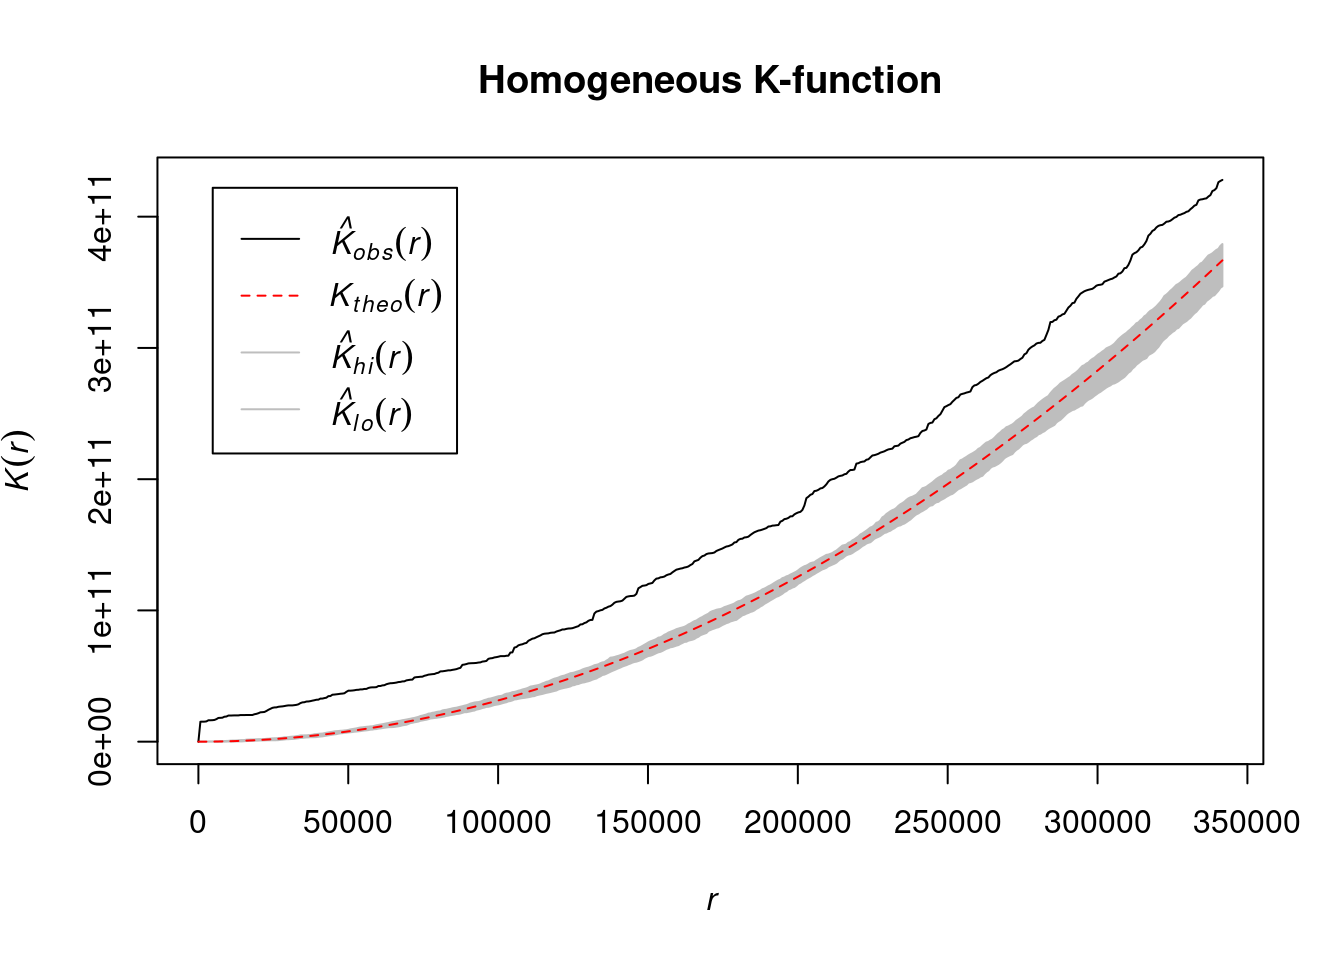 Homogeneous K-function
K̂obs(r)
Ktheo(r)
K̂hi(r)
K̂lo(r)
K(r)
0e+00 1e+11 2e+11 3e+11 4e+11
0 50000 100000 150000 200000 250000 300000 350000
r